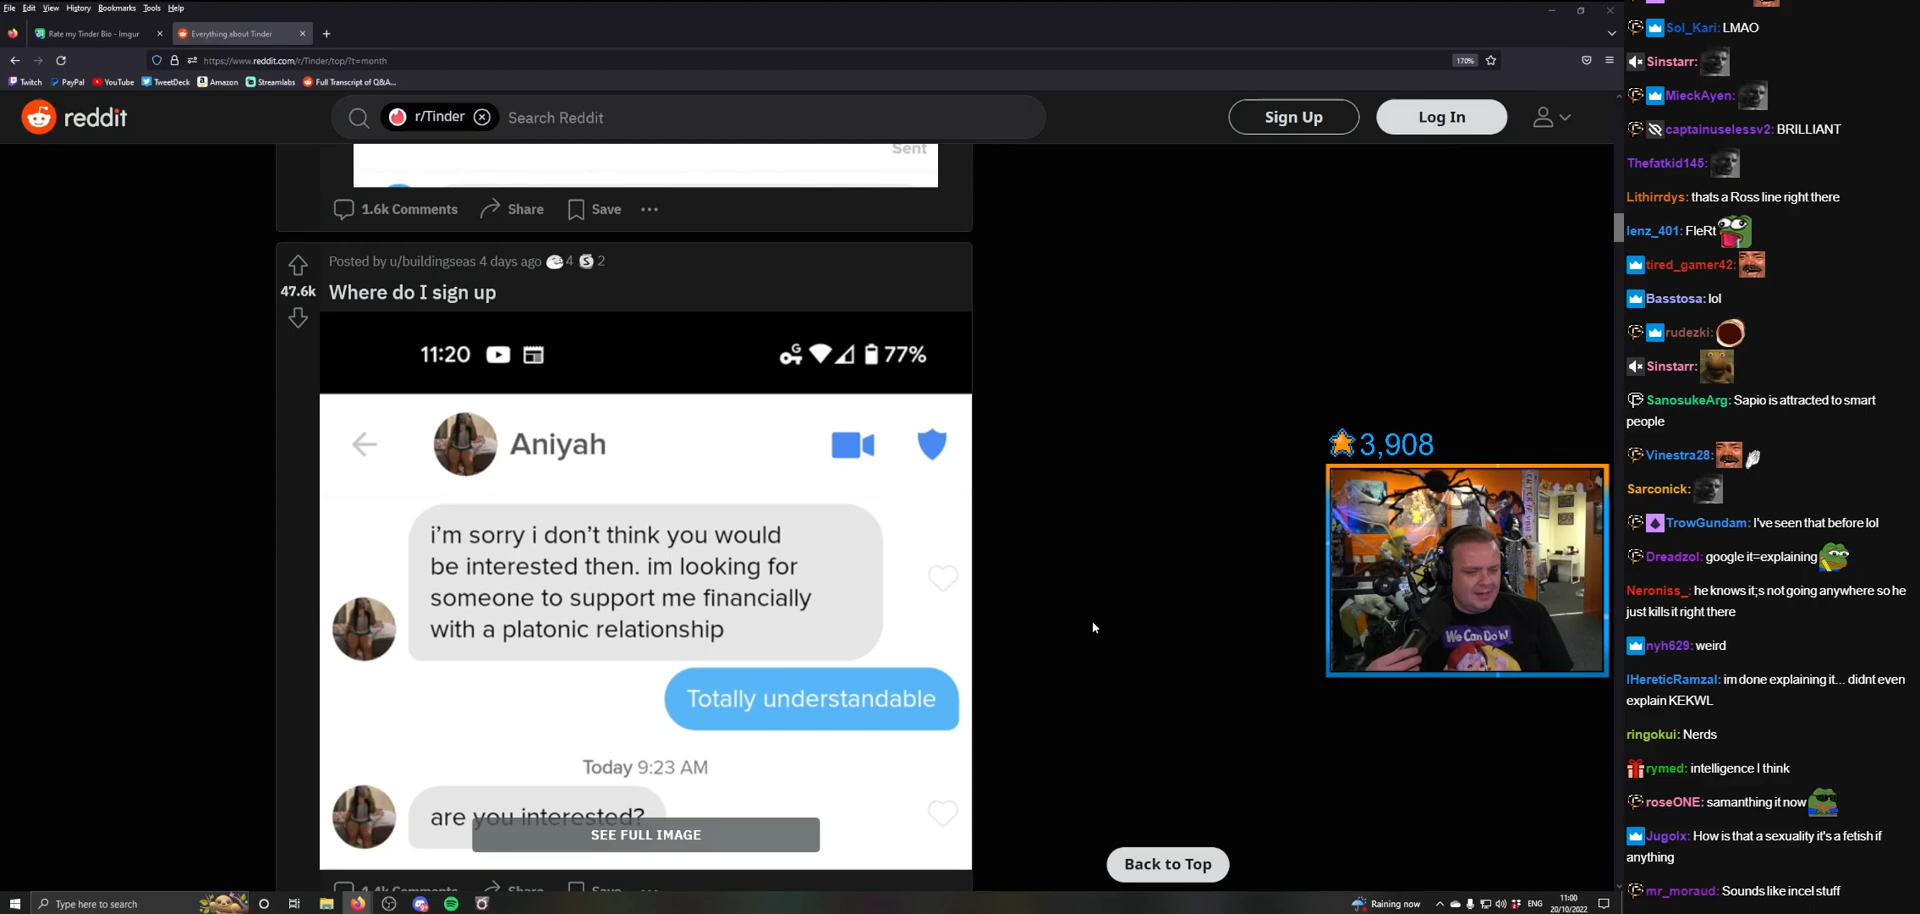 File Edit View History Bookmarks Tools Help
Rate my Tinder Bio - Imgur
Everything about Tinder
https://www.reddit.com/r/Tinder/top/?t=month
170%
Twitch PayPal YouTube TweetDeck Amazon Streamlabs Full Transcript of Q&A...
reddit
r/Tinder
Search Reddit
Sign Up
Log In
Sent
1.6k Comments Share Save
Posted by u/buildingseas 4 days ago 4 S 2
47.6k
Where do I sign up
11:20
G 77%
Aniyah
i'm sorry i don't think you would
be interested then. im looking for
someone to support me financially
with a platonic relationship
Totally understandable
Today 9:23 AM
are you interested?
SEE FULL IMAGE
Share Save
Back to Top
3,908
We Can Do It!
Sol_Kari: LMAO
Sinstarr:
MieckAyen:
captainuselessv2: BRILLIANT
Thefatkid145:
Lithirrdys: thats a Ross line right there
lenz_401: FleRt
tired_gamer42:
Basstosa: lol
rudezki:
Sinstarr:
SanosukeArg: Sapio is attracted to smart
people
Vinestra28:
Sarconick:
TrowGundam: I've seen that before lol
Dreadzol: google it=explaining
Neroniss_: he knows it;s not going anywhere so he
just kills it right there
nyh629: weird
IHereticRamzal: im done explaining it... didnt even
explain KEKWL
ringokui: Nerds
rymed: intelligence I think
roseONE: samanthing it now
Jugolx: How is that a sexuality it's a fetish if
anything
mr_moraud: Sounds like incel stuff
Type here to search
Raining now
ENG
11:00
20/10/2022